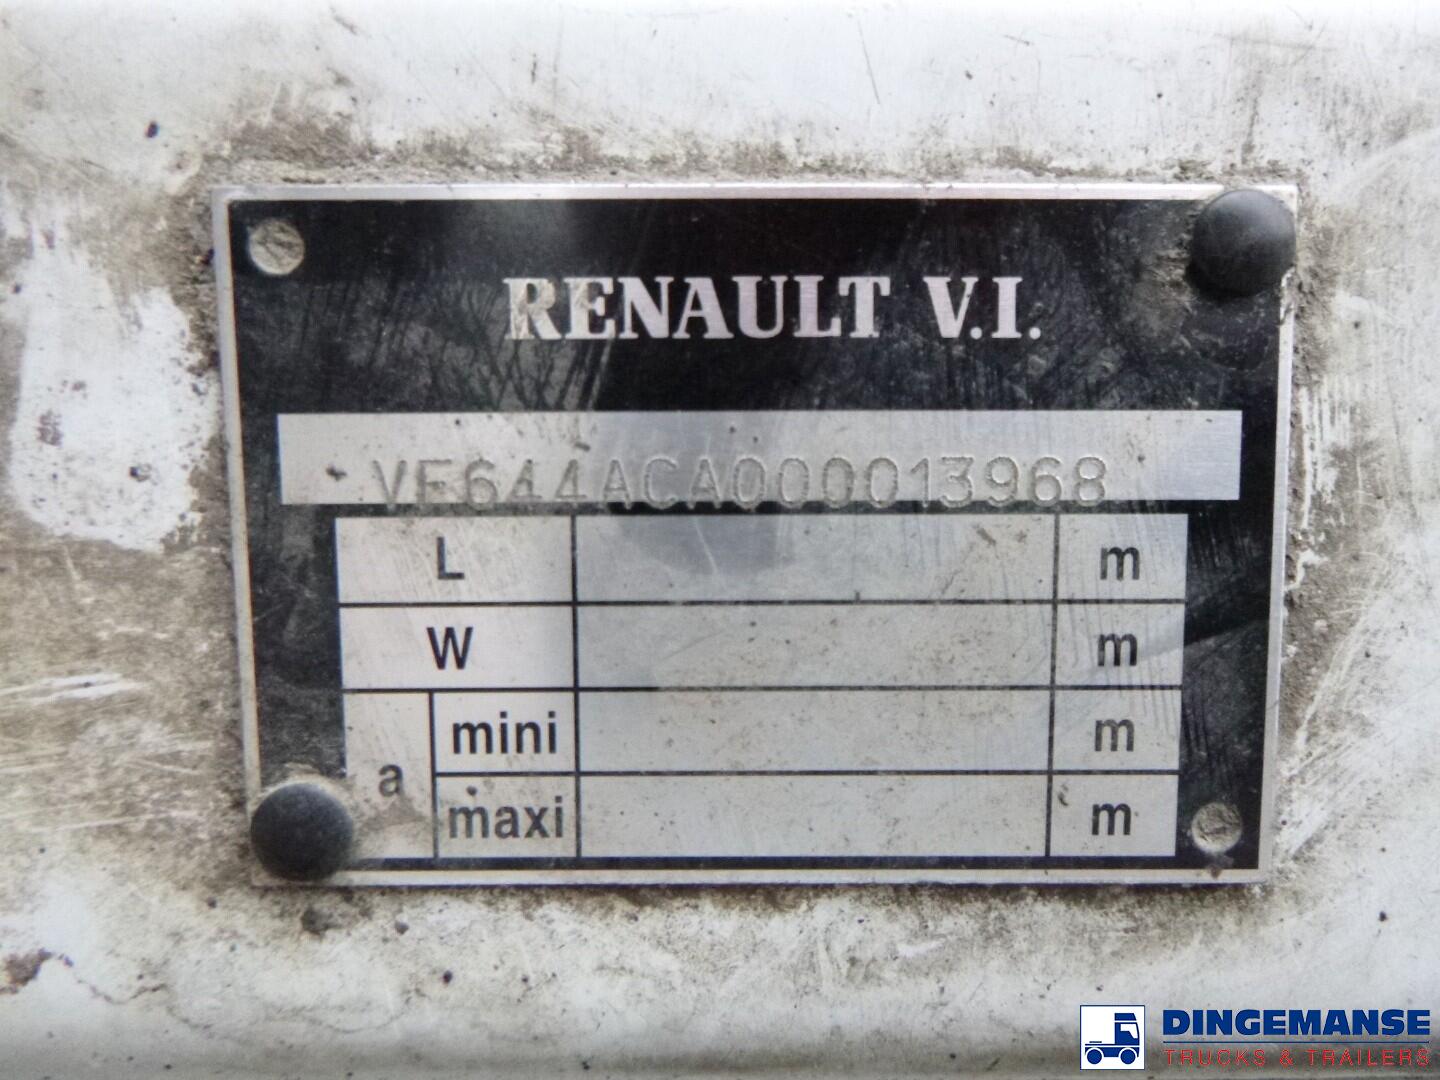 RENAULT V.I.
VF644ACA000013968
L m
W m
a mini m
maxi m
DINGEMANSE
TRUCKS & TRAILERS